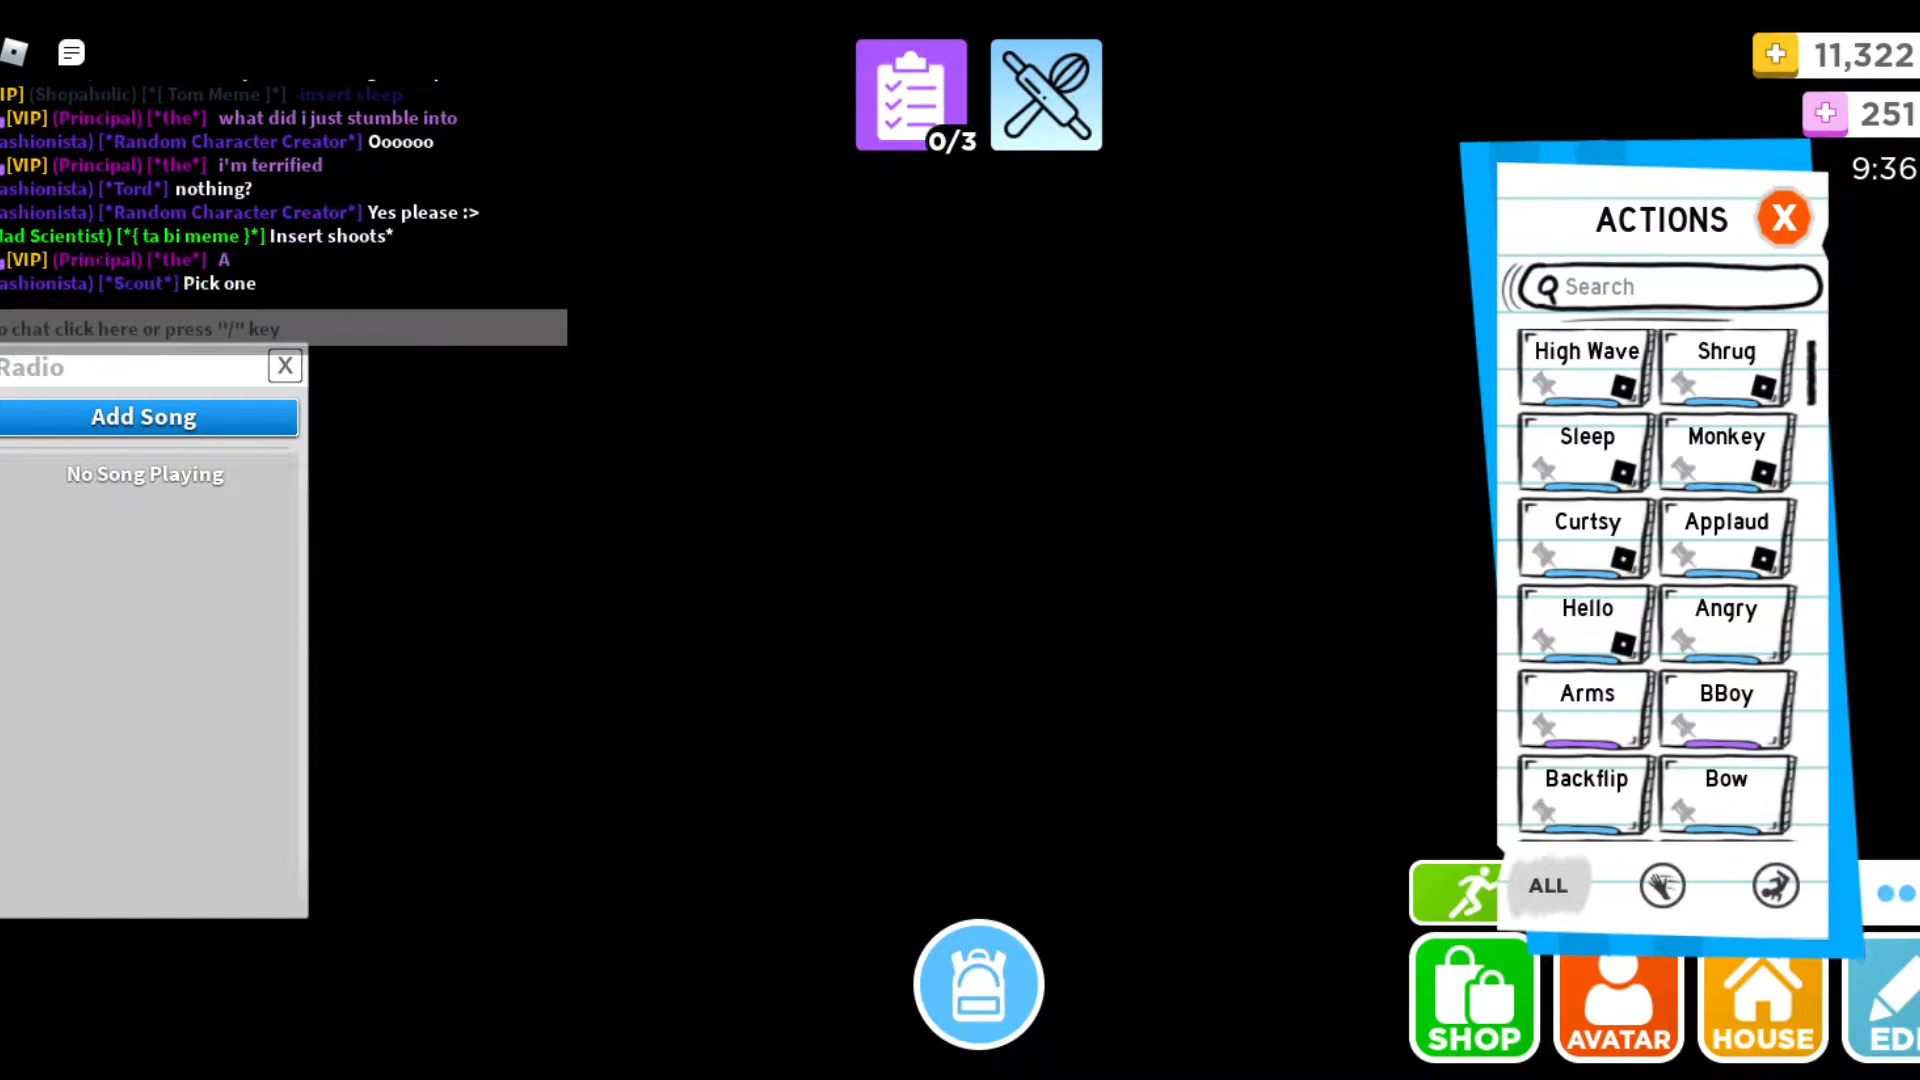 IP] (Shopaholic) [*[ Tom Meme ]*] -insert sleep
[VIP] (Principal) [*the*] what did i just stumble into
ashionista) [*Random Character Creator*] Oooooo
[VIP] (Principal) [*the*] i'm terrified
ashionista) [*Tord*] nothing?
ashionista) [*Random Character Creator*] Yes please :>
lad Scientist) [*{ ta bi meme }*] Insert shoots*
[VIP] (Principal) [*the*] A
ashionista) [*Scout*] Pick one
o chat click here or press "/" key
Radio
X
Add Song
No Song Playing
0/3
11,322
251
9:36
ACTIONS
X
Search
High Wave
Shrug
Sleep
Monkey
Curtsy
Applaud
Hello
Angry
Arms
BBoy
Backflip
Bow
ALL
SHOP
AVATAR
HOUSE
EDI